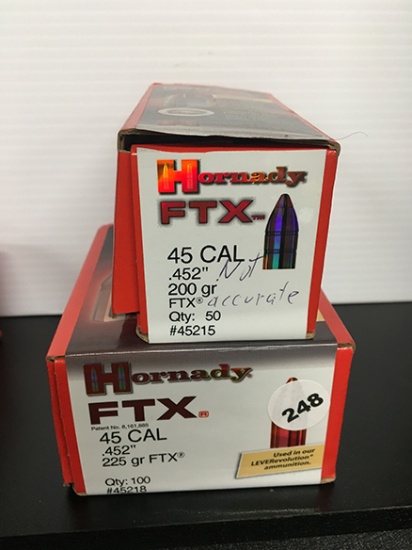 Hornady
FTX™
45 CAL
.452" Not
200 gr
FTX® accurate
Qty: 50
#45215
Hornady
FTX®
Patent No. 8,161,885
45 CAL
.452"
225 gr FTX®
Qty: 100
#45218
248
Used in our
LEVERevolution®
ammunition.